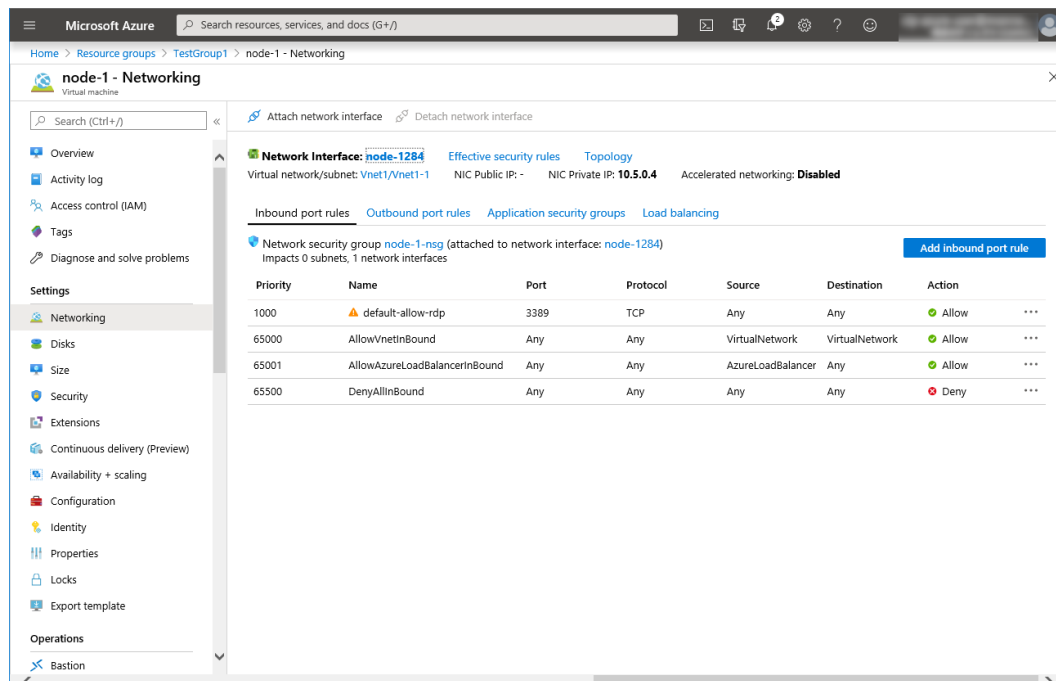 Microsoft Azure
Search resources, services, and docs (G+/)
2
Home > Resource groups > TestGroup1 > node-1 - Networking
node-1 - Networking
Virtual machine
Search (Ctrl+/)
«
Overview
Activity log
Access control (IAM)
Tags
Diagnose and solve problems
Settings
Networking
Disks
Size
Security
Extensions
Continuous delivery (Preview)
Availability + scaling
Configuration
Identity
Properties
Locks
Export template
Operations
Bastion
Attach network interface Detach network interface
Network Interface: node-1284 Effective security rules Topology
Virtual network/subnet: Vnet1/Vnet1-1 NIC Public IP: - NIC Private IP: 10.5.0.4 Accelerated networking: Disabled
Inbound port rules Outbound port rules Application security groups Load balancing
Network security group node-1-nsg (attached to network interface: node-1284)
Impacts 0 subnets, 1 network interfaces
Add inbound port rule
Priority Name Port Protocol Source Destination Action
1000 default-allow-rdp 3389 TCP Any Any Allow ...
65000 AllowVnetInBound Any Any VirtualNetwork VirtualNetwork Allow ...
65001 AllowAzureLoadBalancerInBound Any Any AzureLoadBalancer Any Allow ...
65500 DenyAllInBound Any Any Any Any Deny ...